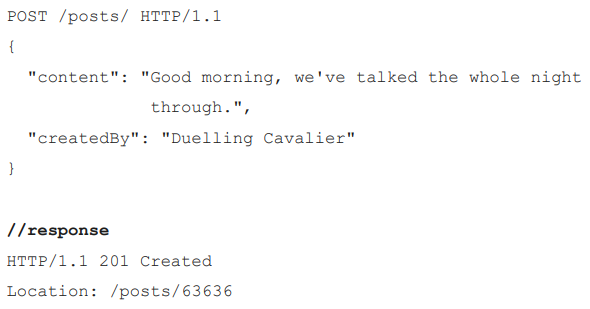 POST /posts/ HTTP/1.1
{
"content": "Good morning, we've talked the whole night
through.",
"createdBy": "Duelling Cavalier"
}
//response
HTTP/1.1 201 Created
Location: /posts/63636